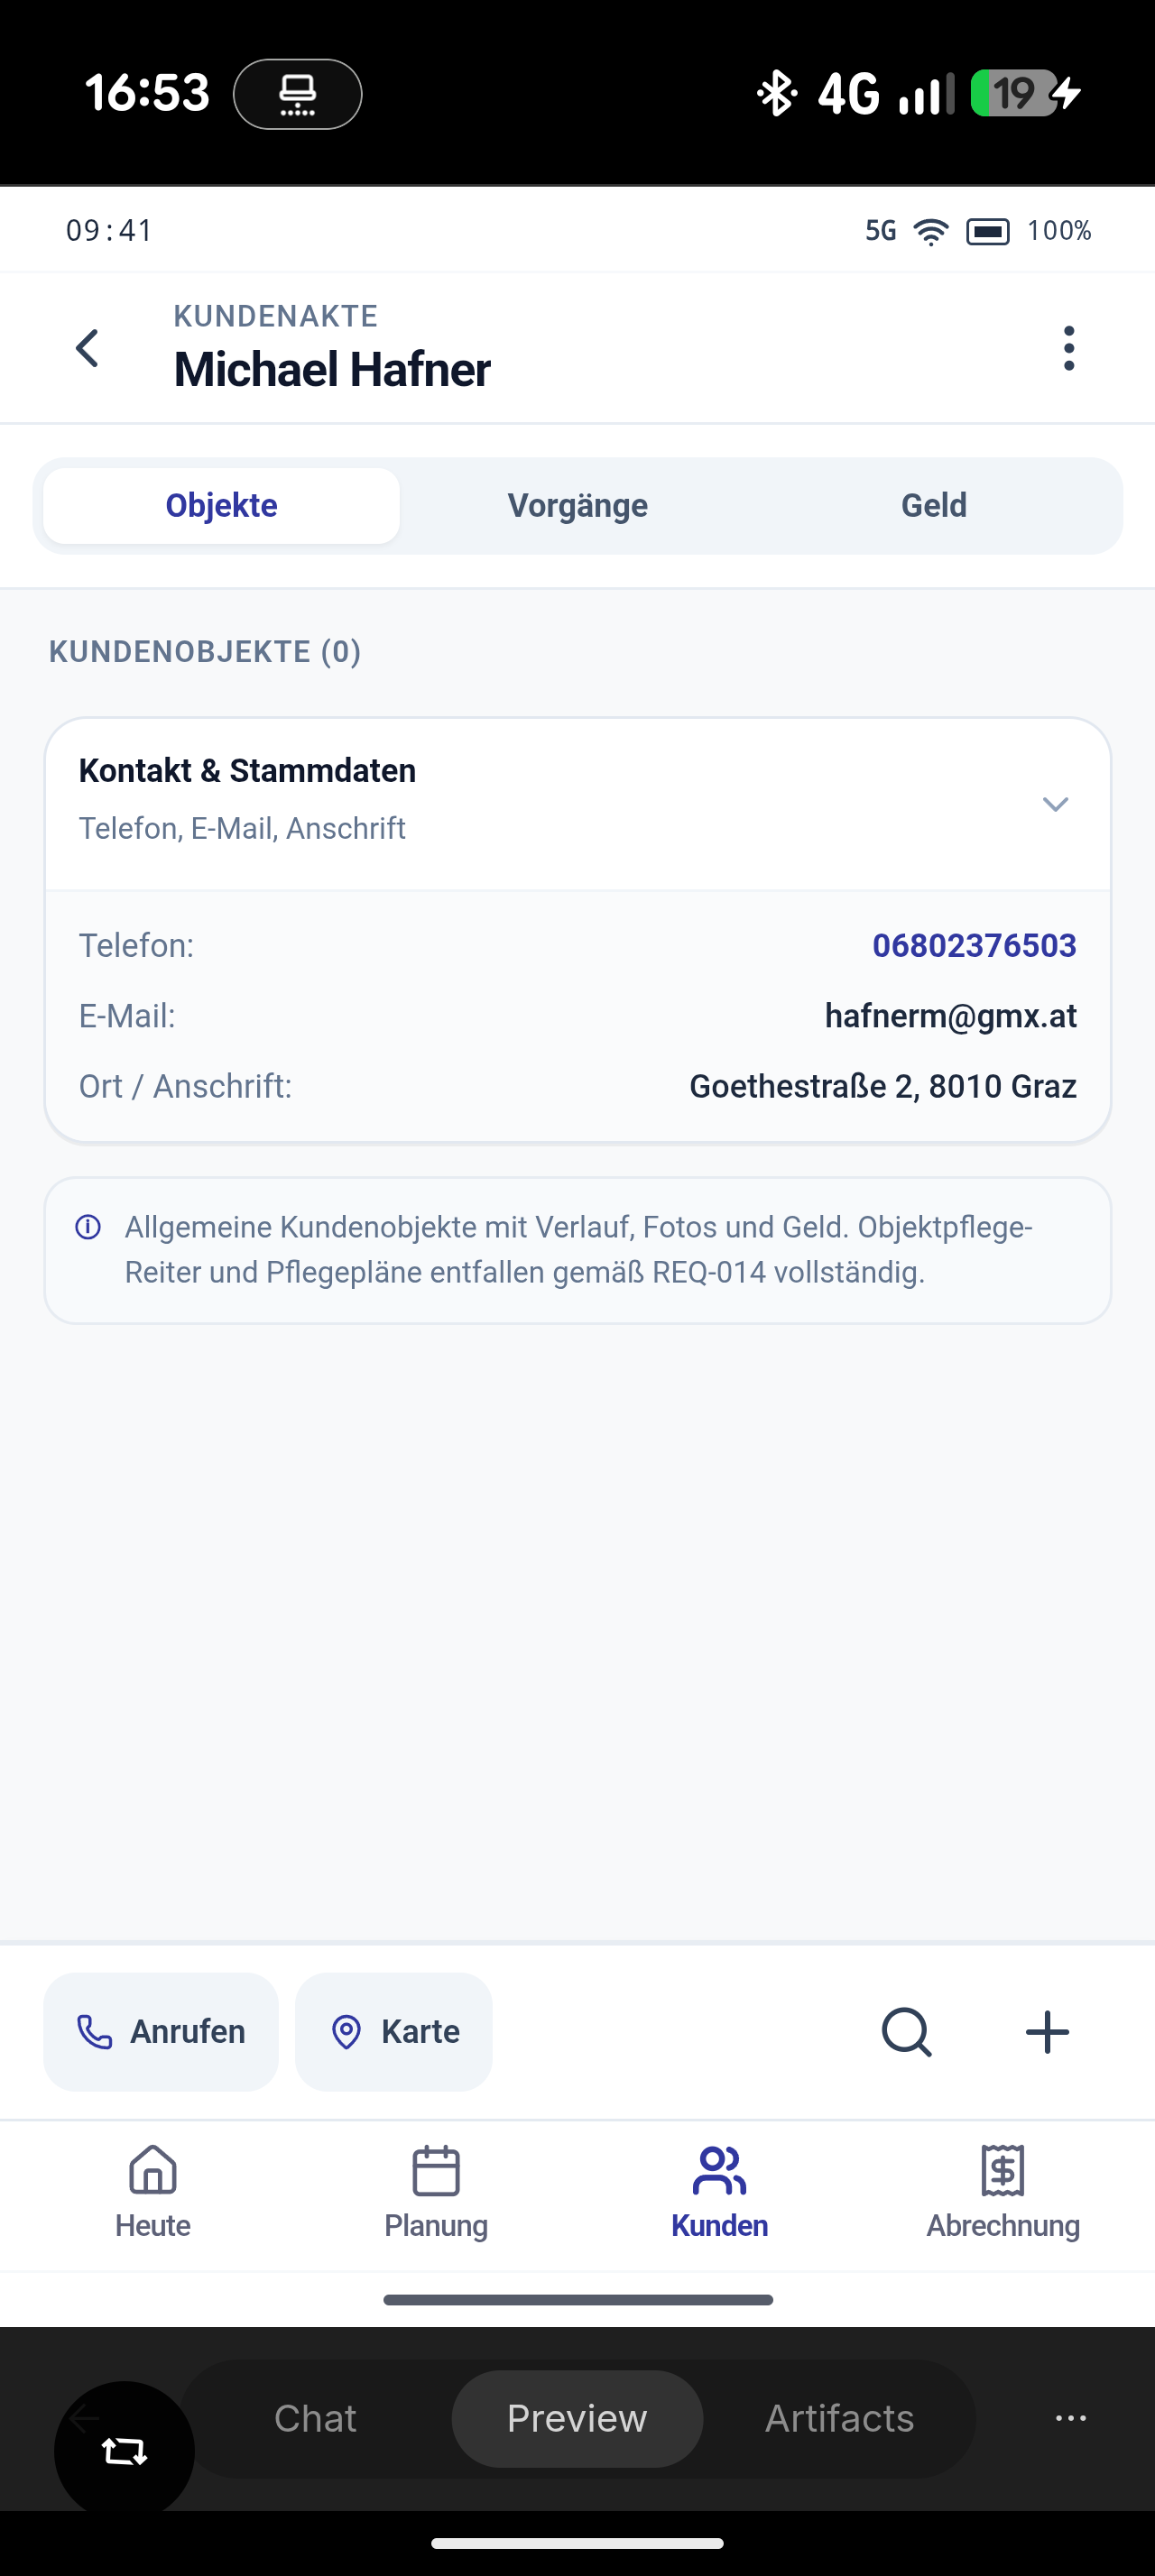 16:53
4G
19
09:41
5G
100%
KUNDENAKTE
Michael Hafner
Objekte
Vorgänge
Geld
KUNDENOBJEKTE (0)
Kontakt & Stammdaten
Telefon, E-Mail, Anschrift
Telefon:
06802376503
E-Mail:
hafnerm@gmx.at
Ort / Anschrift:
Goethestraße 2, 8010 Graz
Allgemeine Kundenobjekte mit Verlauf, Fotos und Geld. Objektpflege-
Reiter und Pflegepläne entfallen gemäß REQ-014 vollständig.
Anrufen
Karte
Heute
Planung
Kunden
Abrechnung
Chat
Preview
Artifacts